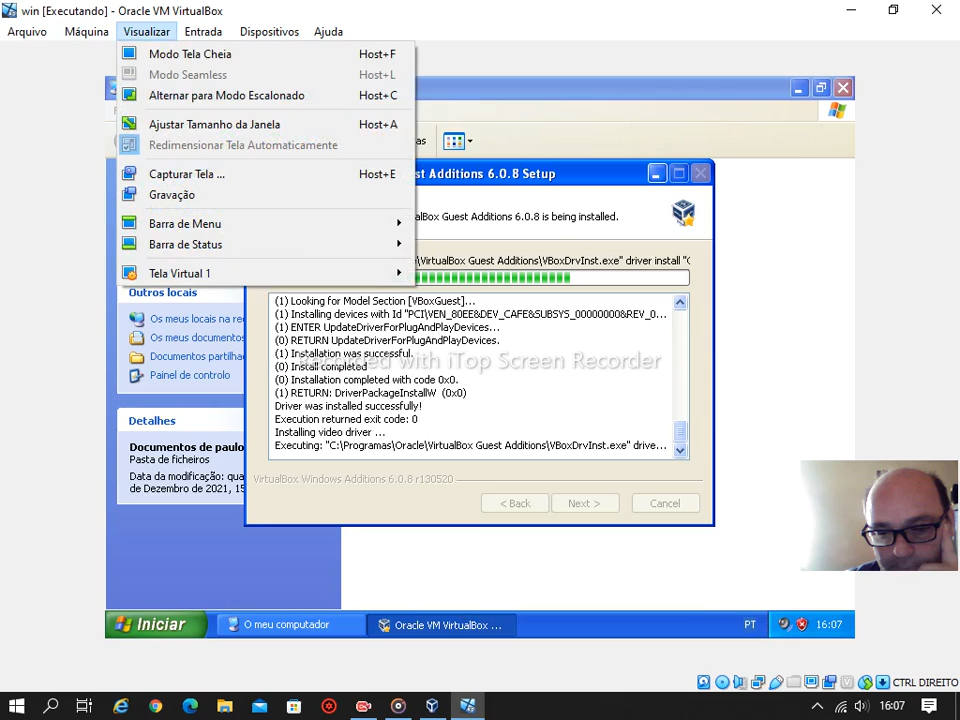 win [Executando] - Oracle VM VirtualBox
Arquivo Máquina Visualizar Entrada Dispositivos Ajuda
Modo Tela Cheia Host+F
Modo Seamless Host+L
Alternar para Modo Escalonado Host+C
Ajustar Tamanho da Janela Host+A
Redimensionar Tela Automaticamente
Capturar Tela ... Host+E
Gravação
Barra de Menu
Barra de Status
Tela Virtual 1
as
st Additions 6.0.8 Setup
alBox Guest Additions 6.0.8 is being installed.
\VirtualBox Guest Additions\VBoxDrvInst.exe" driver install "C
(1) Looking for Model Section [VBoxGuest]...
(1) Installing devices with Id "PCI\VEN_80EE&DEV_CAFE&SUBSYS_00000000&REV_0...
(1) ENTER UpdateDriverForPlugAndPlayDevices...
(0) RETURN UpdateDriverForPlugAndPlayDevices.
(1) Installation was successful.
(0) Install completed
(0) Installation completed with code 0x0.
(1) RETURN: DriverPackageInstallW (0x0)
Driver was installed successfully!
Execution returned exit code: 0
Installing video driver ...
Executing: "C:\Programas\Oracle\VirtualBox Guest Additions\VBoxDrvInst.exe" drive...
VirtualBox Windows Additions 6.0.8 r130520
< Back Next > Cancel
Recorded with iTop Screen Recorder
Outros locais
Os meus locais na re
Os meus documentos
Documentos partilha
Painel de controlo
Detalhes
Documentos de paulo
Pasta de ficheiros
Data da modificação: qua
de Dezembro de 2021, 15
Iniciar O meu computador Oracle VM VirtualBox ... PT 16:07
CTRL DIREITO
16:07